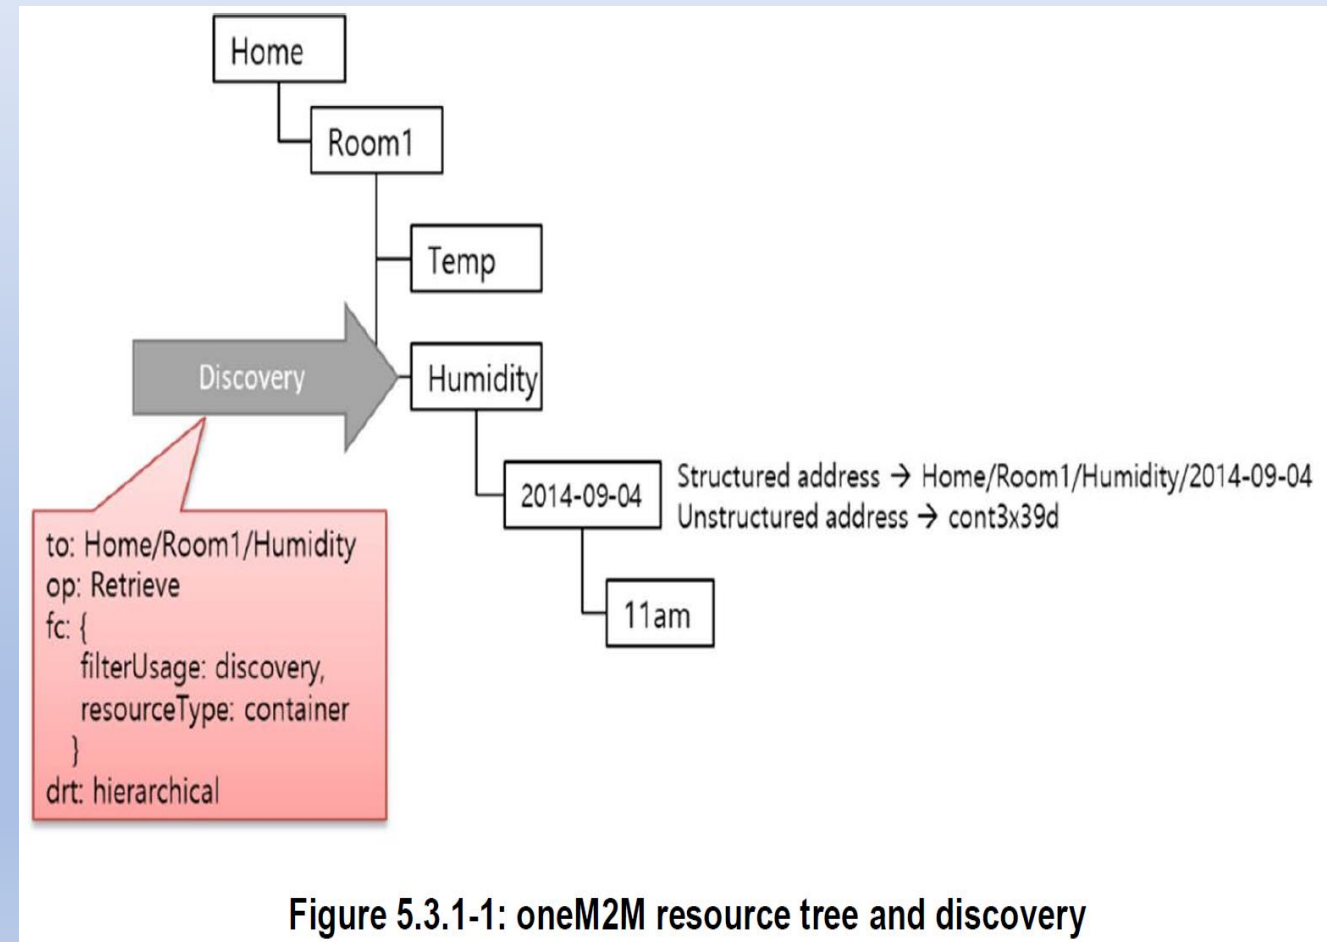 Home
Room1
Temp
Discovery
Humidity
2014-09-04
Structured address → Home/Room1/Humidity/2014-09-04
Unstructured address → cont3x39d
11am
to: Home/Room1/Humidity
op: Retrieve
fc: {
filterUsage: discovery,
resourceType: container
}
drt: hierarchical
Figure 5.3.1-1: oneM2M resource tree and discovery